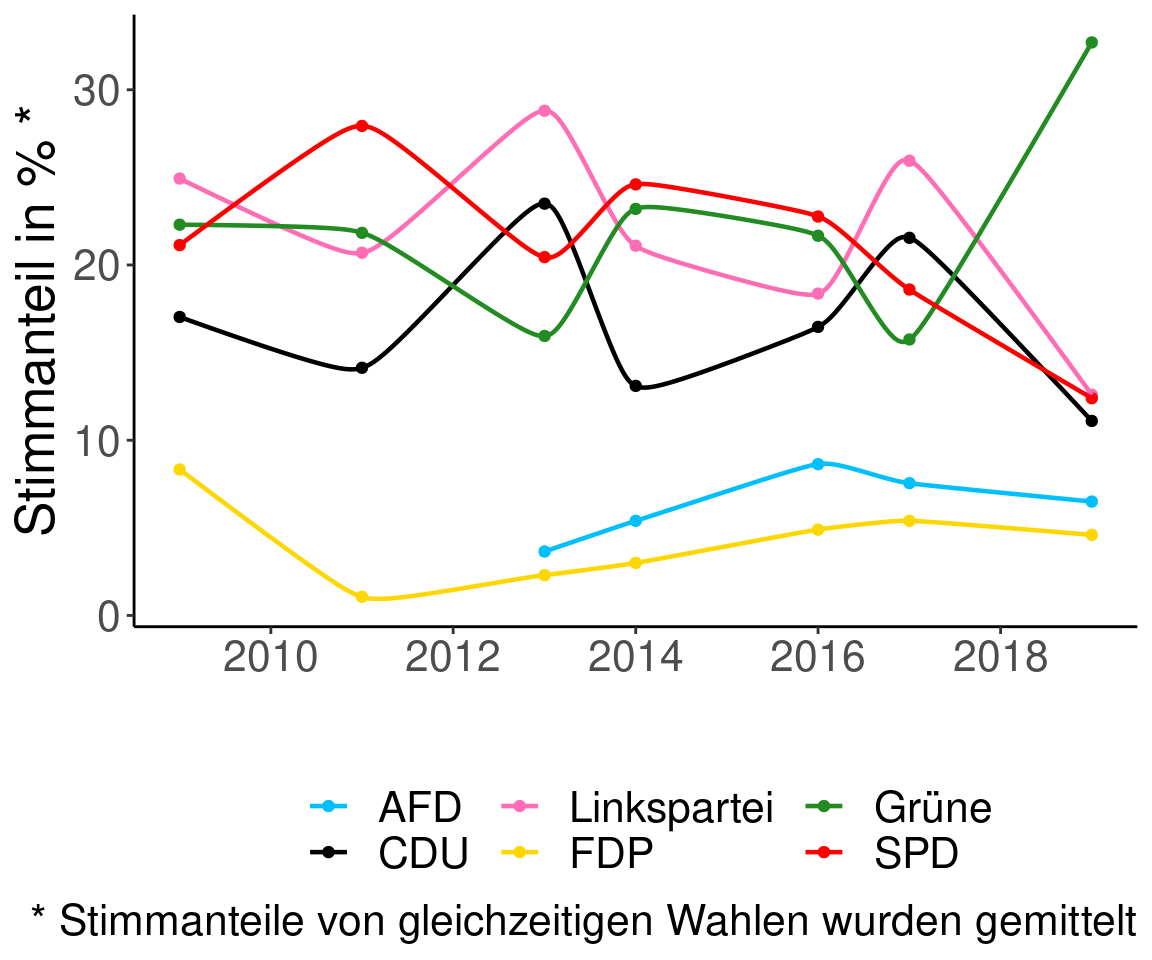 Stimmanteil in % *
30
20
10
0
2010 2012 2014 2016 2018
AFD Linkspartei Grüne
CDU FDP SPD
* Stimmanteile von gleichzeitigen Wahlen wurden gemittelt